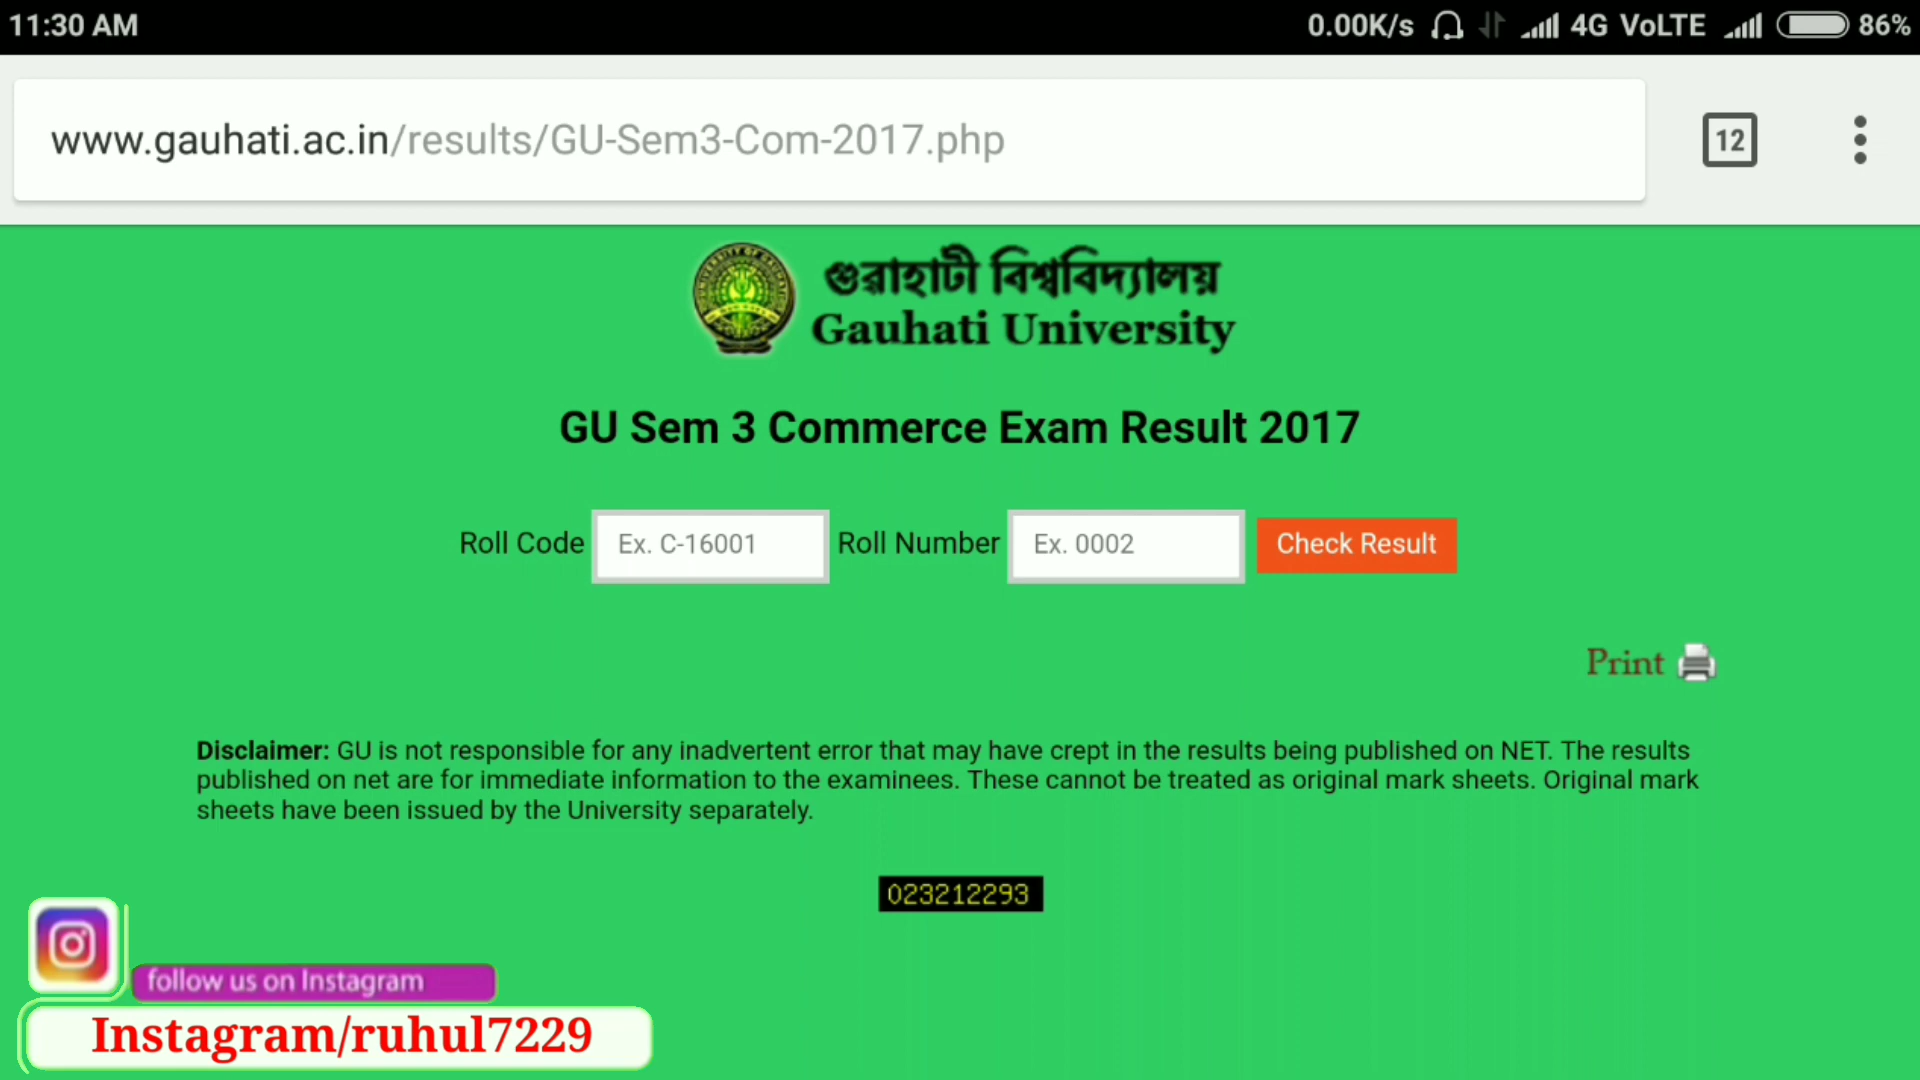 11:30 AM
0.00K/s 4G VoLTE 86%
www.gauhati.ac.in/results/GU-Sem3-Com-2017.php
12
গুৱাহাটী বিশ্ববিদ্যালয়
Gauhati University
GU Sem 3 Commerce Exam Result 2017
Roll Code Ex. C-16001 Roll Number Ex. 0002 Check Result
Print
Disclaimer: GU is not responsible for any inadvertent error that may have crept in the results being published on NET. The results
published on net are for immediate information to the examinees. These cannot be treated as original mark sheets. Original mark
sheets have been issued by the University separately.
023212293
follow us on Instagram
Instagram/ruhul7229